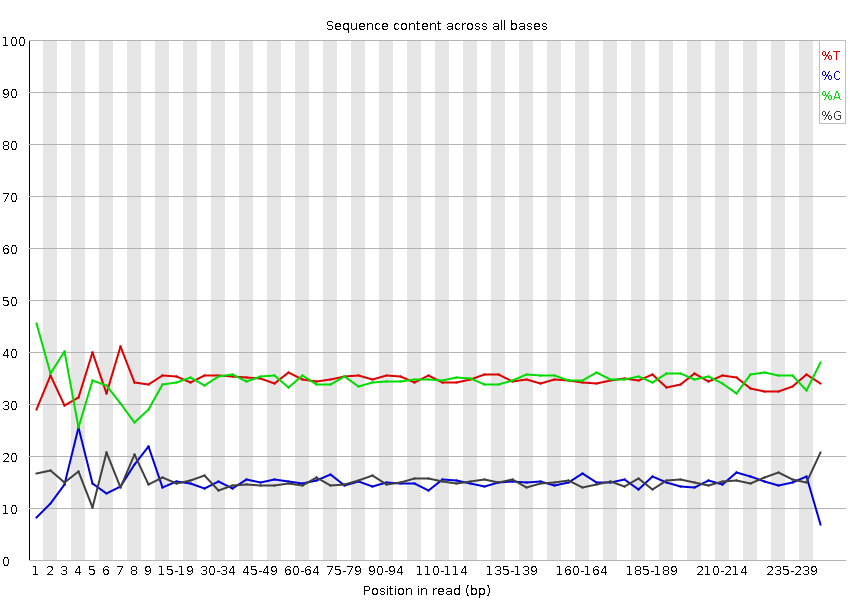 Sequence content across all bases
100
90
80
70
60
50
40
30
20
10
0
%T
%C
%A
%G
1 2 3 4 5 6 7 8 9 15-19 30-34 45-49 60-64 75-79 90-94 110-114 135-139 160-164 185-189 210-214 235-239
Position in read (bp)